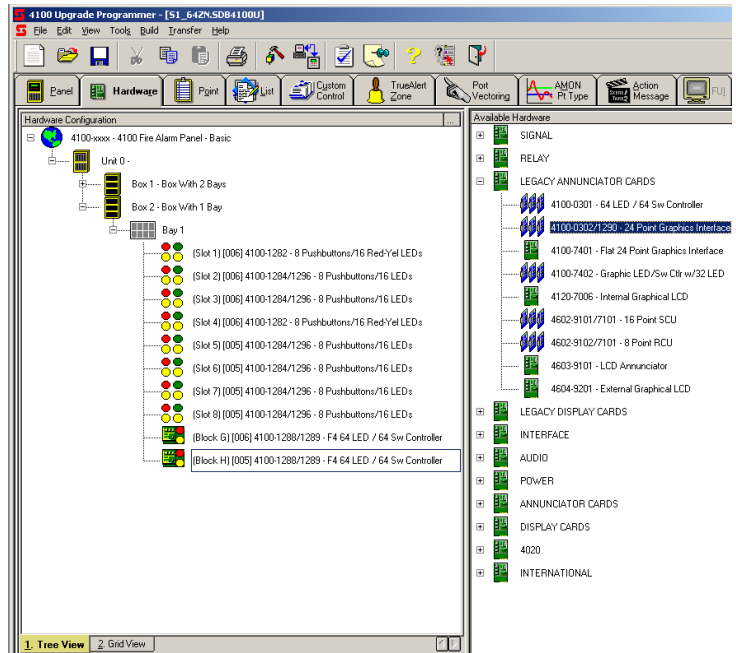 4100 Upgrade Programmer - [S1_64ZN.SDB4100U]
File Edit View Tools Build Transfer Help
Panel Hardware Point List Custom Control TrueAlert Zone Port Vectoring AMON Pt Type Action Message FUI
Hardware Configuration ...
4100-xxxx - 4100 Fire Alarm Panel - Basic
Unit 0 -
Box 1 - Box With 2 Bays
Box 2 - Box With 1 Bay
Bay 1
(Slot 1) [006] 4100-1282 - 8 Pushbuttons/16 Red-Yel LEDs
(Slot 2) [006] 4100-1284/1296 - 8 Pushbuttons/16 LEDs
(Slot 3) [006] 4100-1284/1296 - 8 Pushbuttons/16 LEDs
(Slot 4) [006] 4100-1282 - 8 Pushbuttons/16 Red-Yel LEDs
(Slot 5) [005] 4100-1284/1296 - 8 Pushbuttons/16 LEDs
(Slot 6) [005] 4100-1284/1296 - 8 Pushbuttons/16 LEDs
(Slot 7) [005] 4100-1284/1296 - 8 Pushbuttons/16 LEDs
(Slot 8) [005] 4100-1284/1296 - 8 Pushbuttons/16 LEDs
(Block G) [006] 4100-1288/1289 - F4 64 LED / 64 Sw Controller
(Block H) [005] 4100-1288/1289 - F4 64 LED / 64 Sw Controller
1. Tree View 2. Grid View
Available Hardware
SIGNAL
RELAY
LEGACY ANNUNCIATOR CARDS
4100-0301 - 64 LED / 64 Sw Controller
4100-0302/1290 - 24 Point Graphics Interface
4100-7401 - Flat 24 Point Graphics Interface
4100-7402 - Graphic LED/Sw Ctlr w/32 LED
4120-7006 - Internal Graphical LCD
4602-9101/7101 - 16 Point SCU
4602-9102/7101 - 8 Point RCU
4603-9101 - LCD Annunciator
4604-9201 - External Graphical LCD
LEGACY DISPLAY CARDS
INTERFACE
AUDIO
POWER
ANNUNCIATOR CARDS
DISPLAY CARDS
4020
INTERNATIONAL